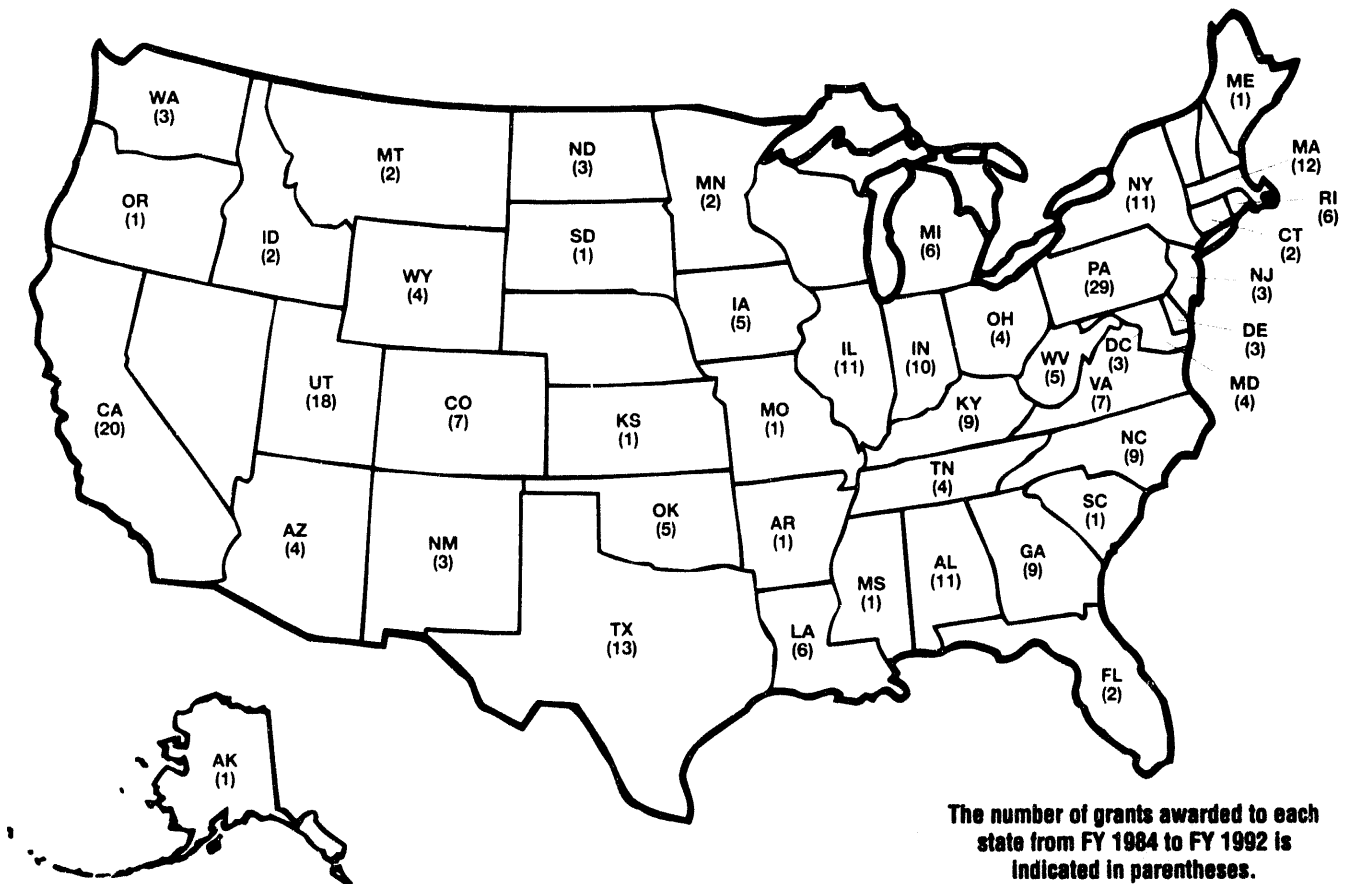 WA
(3)
OR
(1)
ID
(2)
MT
(2)
WY
(4)
ND
(3)
SD
(1)
MN
(2)
IA
(5)
MI
(6)
NY
(11)
ME
(1)
MA
(12)
RI
(6)
CT
(2)
NJ
(3)
DE
(3)
MD
(4)
PA
(29)
OH
(4)
IN
(10)
IL
(11)
WV
(5)
DC
(3)
VA
(7)
KY
(9)
CA
(20)
UT
(18)
CO
(7)
KS
(1)
MO
(1)
TN
(4)
NC
(9)
SC
(1)
AZ
(4)
NM
(3)
OK
(5)
AR
(1)
MS
(1)
AL
(11)
GA
(9)
TX
(13)
LA
(6)
FL
(2)
AK
(1)
The number of grants awarded to each
state from FY 1984 to FY 1992 is
indicated in parentheses.